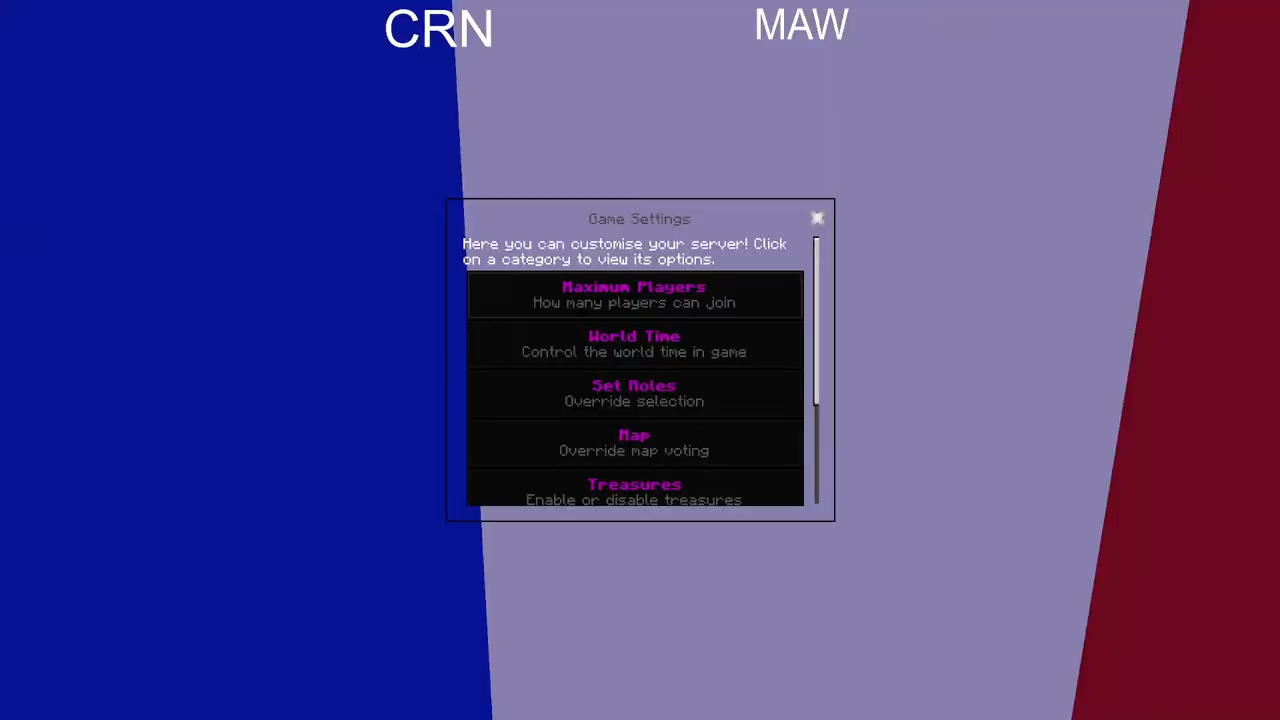 CRN MAW
Game Settings
Here you can customise your server! Click
on a category to view its options.
Maximum Players
How many players can join
World Time
Control the world time in game
Set Roles
Override selection
Map
Override map voting
Treasures
Enable or disable treasures